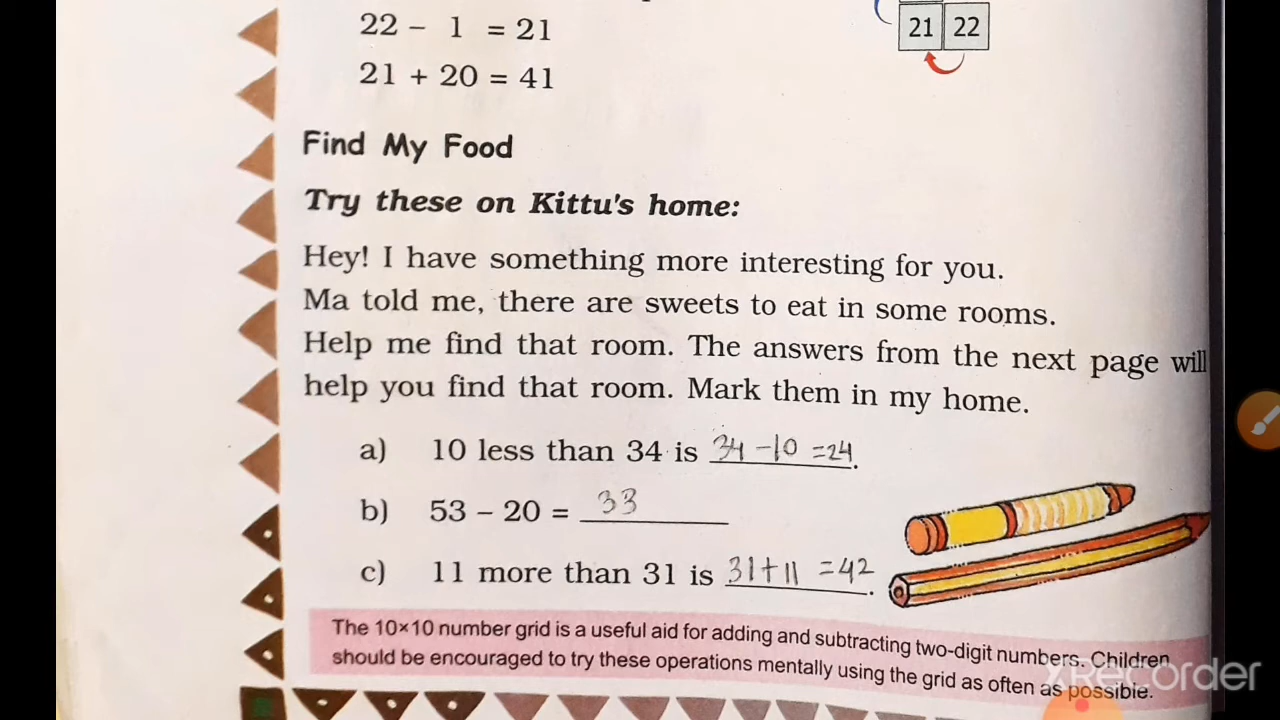 22 – 1 = 21
21 22
21 + 20 = 41
Find My Food
Try these on Kittu's home:
Hey! I have something more interesting for you.
Ma told me, there are sweets to eat in some rooms.
Help me find that room. The answers from the next page will
help you find that room. Mark them in my home.
a) 10 less than 34 is 34 – 10 = 24.
b) 53 – 20 = 33
c) 11 more than 31 is 31 + 11 = 42.
The 10×10 number grid is a useful aid for adding and subtracting two-digit numbers. Children
should be encouraged to try these operations mentally using the grid as often as possible.
XRecorder